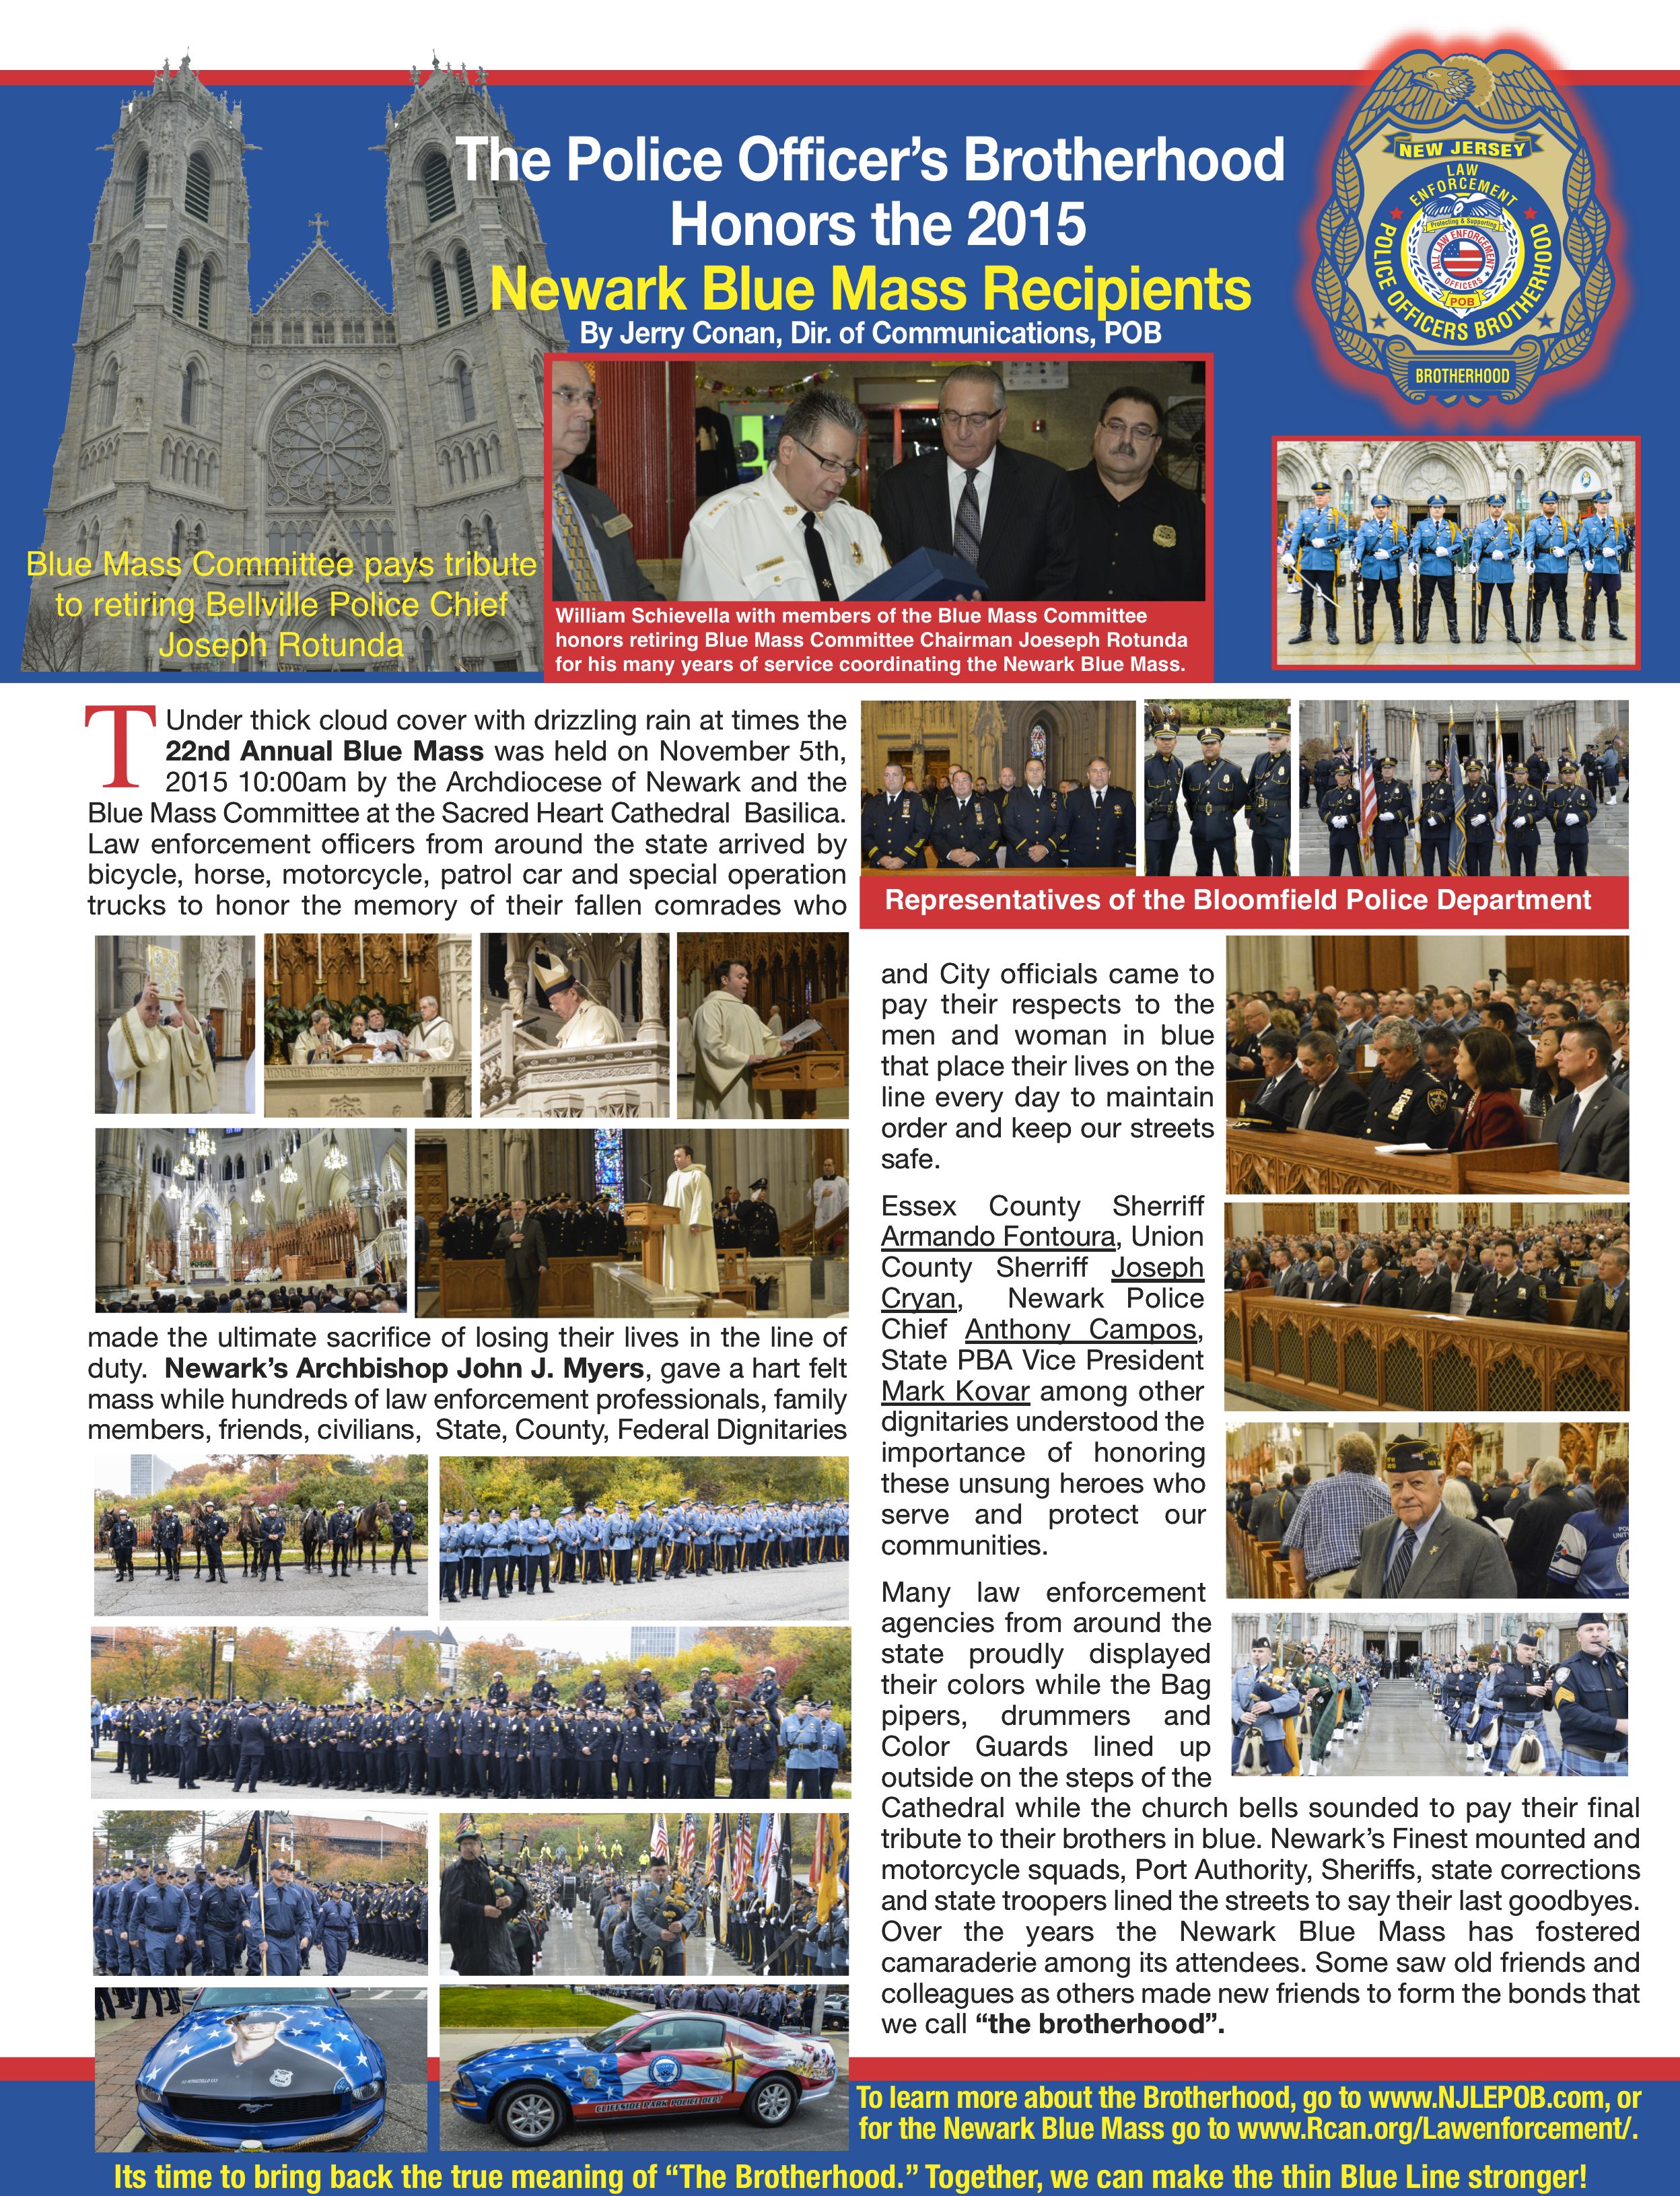 The Police Officer’s Brotherhood
Honors the 2015
Newark Blue Mass Recipients
By Jerry Conan, Dir. of Communications, POB
NEW JERSEY
LAW
ENFORCEMENT
POLICE OFFICERS BROTHERHOOD
Protecting & Supporting
ALL LAW ENFORCEMENT
OFFICERS
POB
BROTHERHOOD
Blue Mass Committee pays tribute
to retiring Bellville Police Chief
Joseph Rotunda
William Schievella with members of the Blue Mass Committee
honors retiring Blue Mass Committee Chairman Joeseph Rotunda
for his many years of service coordinating the Newark Blue Mass.
T Under thick cloud cover with drizzling rain at times the
22nd Annual Blue Mass was held on November 5th,
2015 10:00am by the Archdiocese of Newark and the
Blue Mass Committee at the Sacred Heart Cathedral Basilica.
Law enforcement officers from around the state arrived by
bicycle, horse, motorcycle, patrol car and special operation
trucks to honor the memory of their fallen comrades who
made the ultimate sacrifice of losing their lives in the line of
duty. Newark’s Archbishop John J. Myers, gave a hart felt
mass while hundreds of law enforcement professionals, family
members, friends, civilians, State, County, Federal Dignitaries
Representatives of the Bloomfield Police Department
and City officials came to
pay their respects to the
men and woman in blue
that place their lives on the
line every day to maintain
order and keep our streets
safe.
Essex County Sherriff
Armando Fontoura, Union
County Sherriff Joseph
Cryan, Newark Police
Chief Anthony Campos,
State PBA Vice President
Mark Kovar among other
dignitaries understood the
importance of honoring
these unsung heroes who
serve and protect our
communities.
Many law enforcement
agencies from around the
state proudly displayed
their colors while the Bag
pipers, drummers and
Color Guards lined up
outside on the steps of the
Cathedral while the church bells sounded to pay their final
tribute to their brothers in blue. Newark’s Finest mounted and
motorcycle squads, Port Authority, Sheriffs, state corrections
and state troopers lined the streets to say their last goodbyes.
Over the years the Newark Blue Mass has fostered
camaraderie among its attendees. Some saw old friends and
colleagues as others made new friends to form the bonds that
we call “the brotherhood”.
CLIFFSIDE PARK POLICE DEPT
To learn more about the Brotherhood, go to www.NJLEPOB.com, or
for the Newark Blue Mass go to www.Rcan.org/Lawenforcement/.
Its time to bring back the true meaning of “The Brotherhood.” Together, we can make the thin Blue Line stronger!